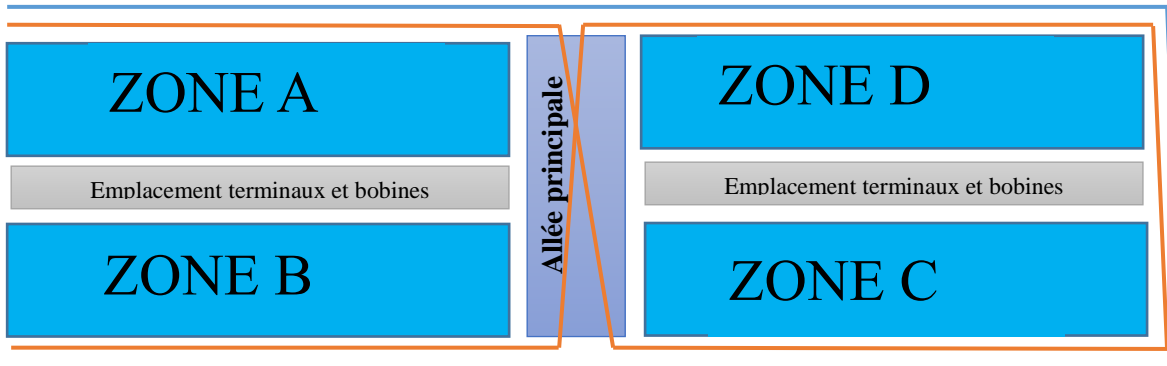 ZONE A
Emplacement terminaux et bobines
ZONE B
Allée principale
ZONE D
Emplacement terminaux et bobines
ZONE C